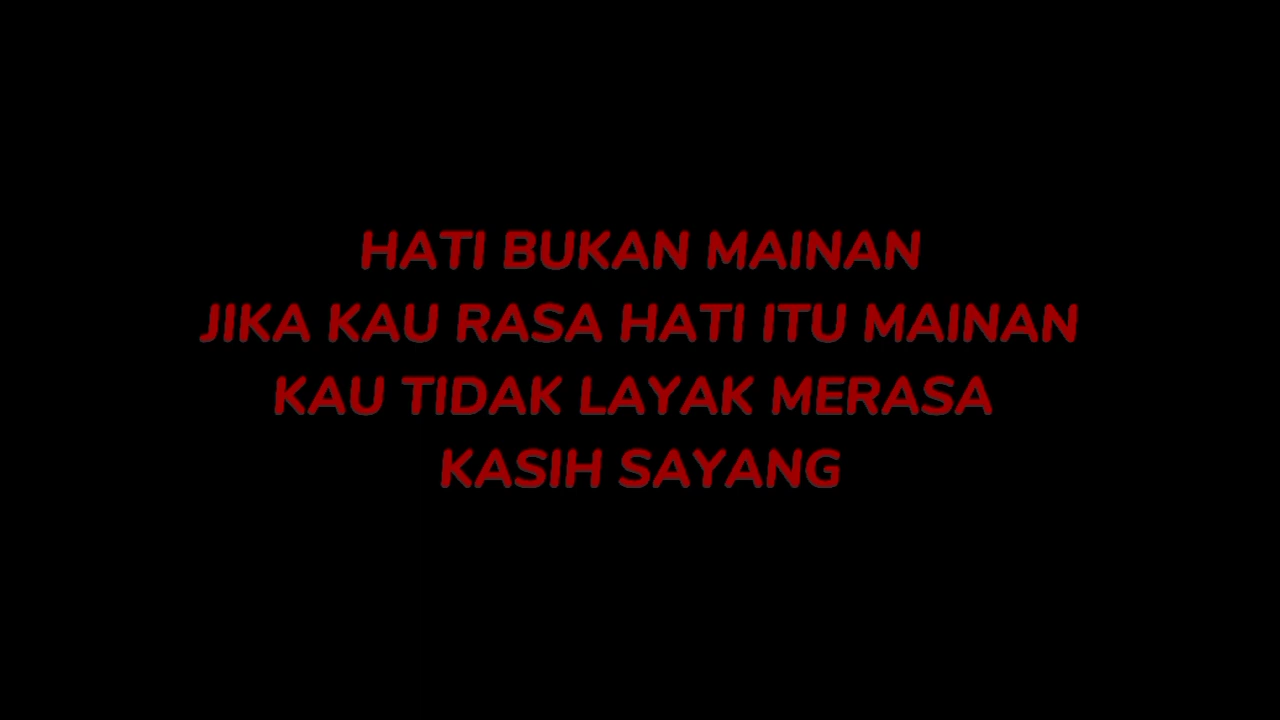 HATI BUKAN MAINAN
JIKA KAU RASA HATI ITU MAINAN
KAU TIDAK LAYAK MERASA
KASIH SAYANG